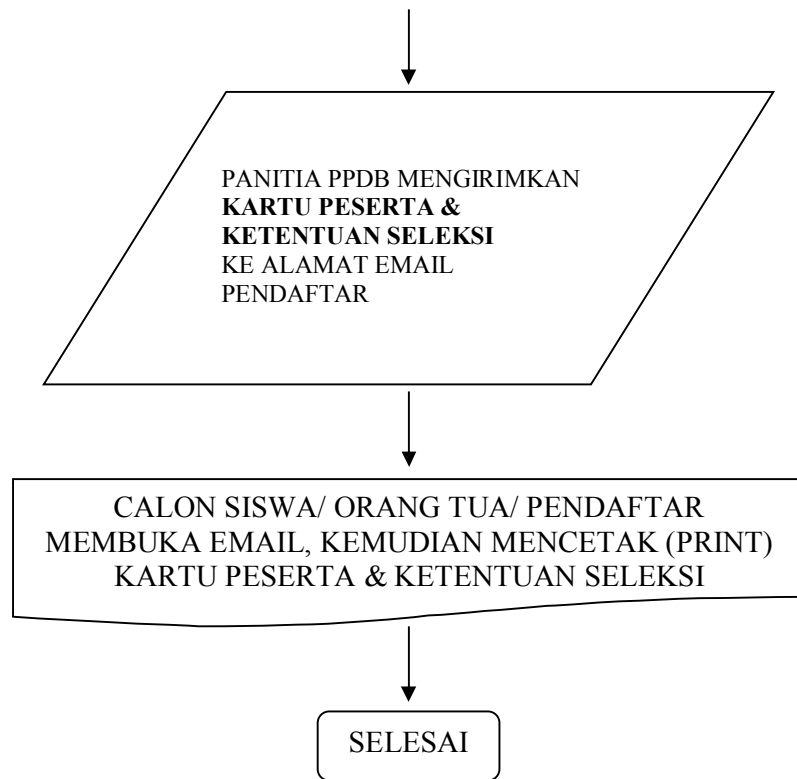 PANITIA PPDB MENGIRIMKAN
KARTU PESERTA &
KETENTUAN SELEKSI
KE ALAMAT EMAIL
PENDAFTAR
CALON SISWA/ ORANG TUA/ PENDAFTAR
MEMBUKA EMAIL, KEMUDIAN MENCETAK (PRINT)
KARTU PESERTA & KETENTUAN SELEKSI
SELESAI